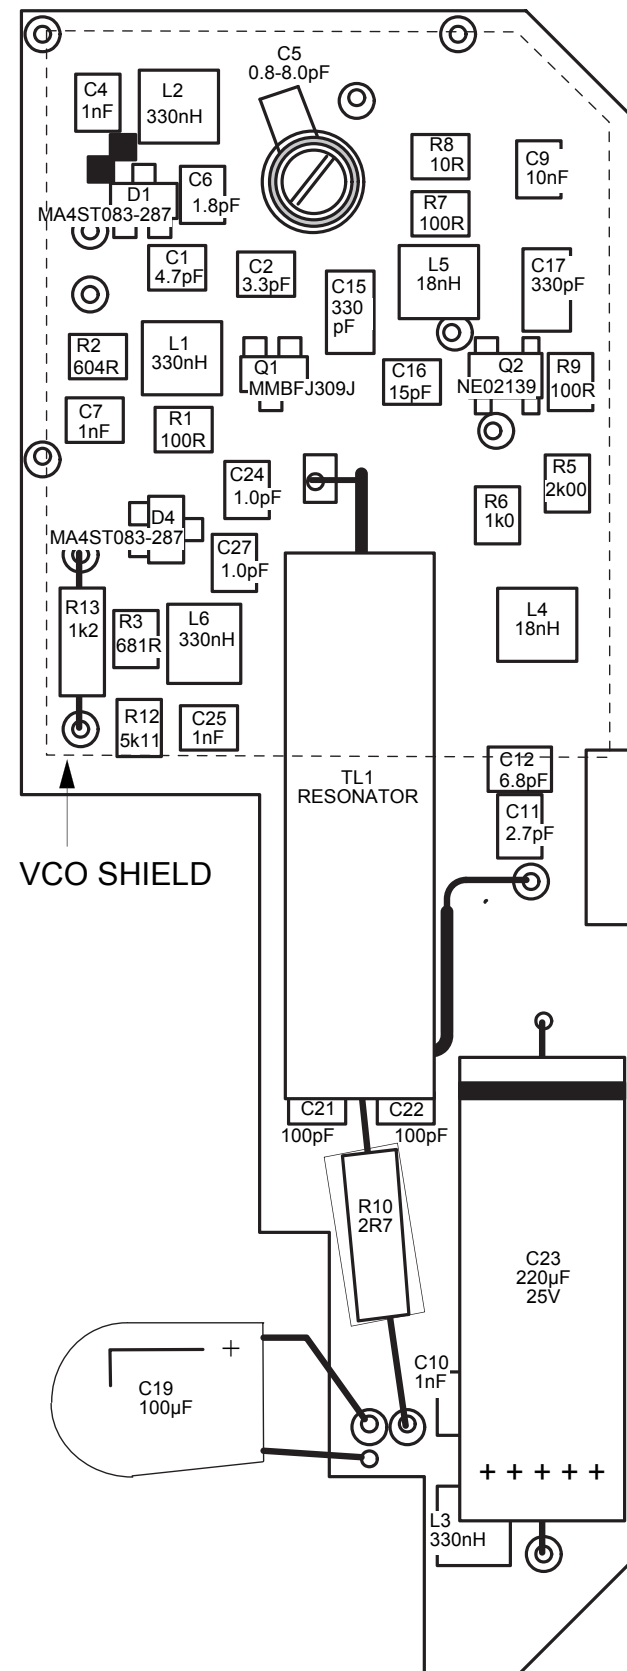 C5
0.8-8.0pF
C4
1nF
L2
330nH
R8
10R
C9
10nF
D1
MA4ST083-287
C6
1.8pF
R7
100R
C1
4.7pF
C2
3.3pF
C15
330
pF
L5
18nH
C17
330pF
R2
604R
L1
330nH
Q1
MMBFJ309J
C16
15pF
Q2
NE02139
R9
100R
C7
1nF
R1
100R
C24
1.0pF
R5
2k00
R6
1k0
D4
MA4ST083-287
C27
1.0pF
R13
1k2
R3
681R
L6
330nH
L4
18nH
R12
5k11
C25
1nF
C12
6.8pF
TL1
RESONATOR
C11
2.7pF
VCO SHIELD
C21
100pF
C22
100pF
R10
2R7
C23
220µF
25V
+
C19
100µF
C10
1nF
+ + + + +
L3
330nH